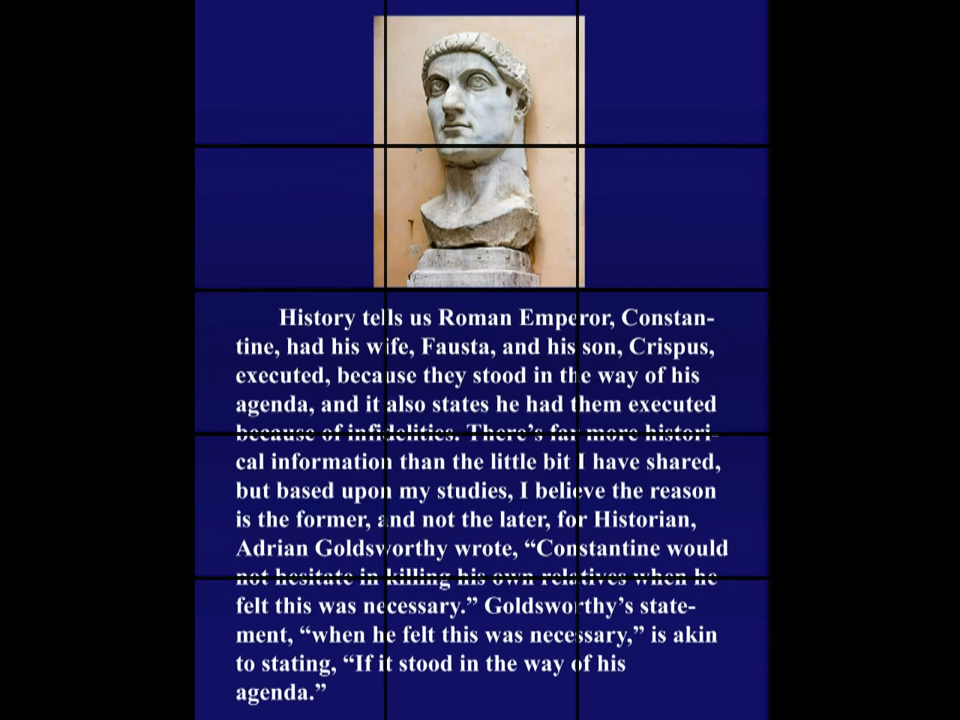 History tells us Roman Emperor, Constan-
tine, had his wife, Fausta, and his son, Crispus,
executed, because they stood in the way of his
agenda, and it also states he had them executed
because of infidelities. There's far more histori-
cal information than the little bit I have shared,
but based upon my studies, I believe the reason
is the former, and not the later, for Historian,
Adrian Goldsworthy wrote, “Constantine would
not hesitate in killing his own relatives when he
felt this was necessary.” Goldsworthy’s state-
ment, “when he felt this was necessary,” is akin
to stating, “If it stood in the way of his
agenda.”